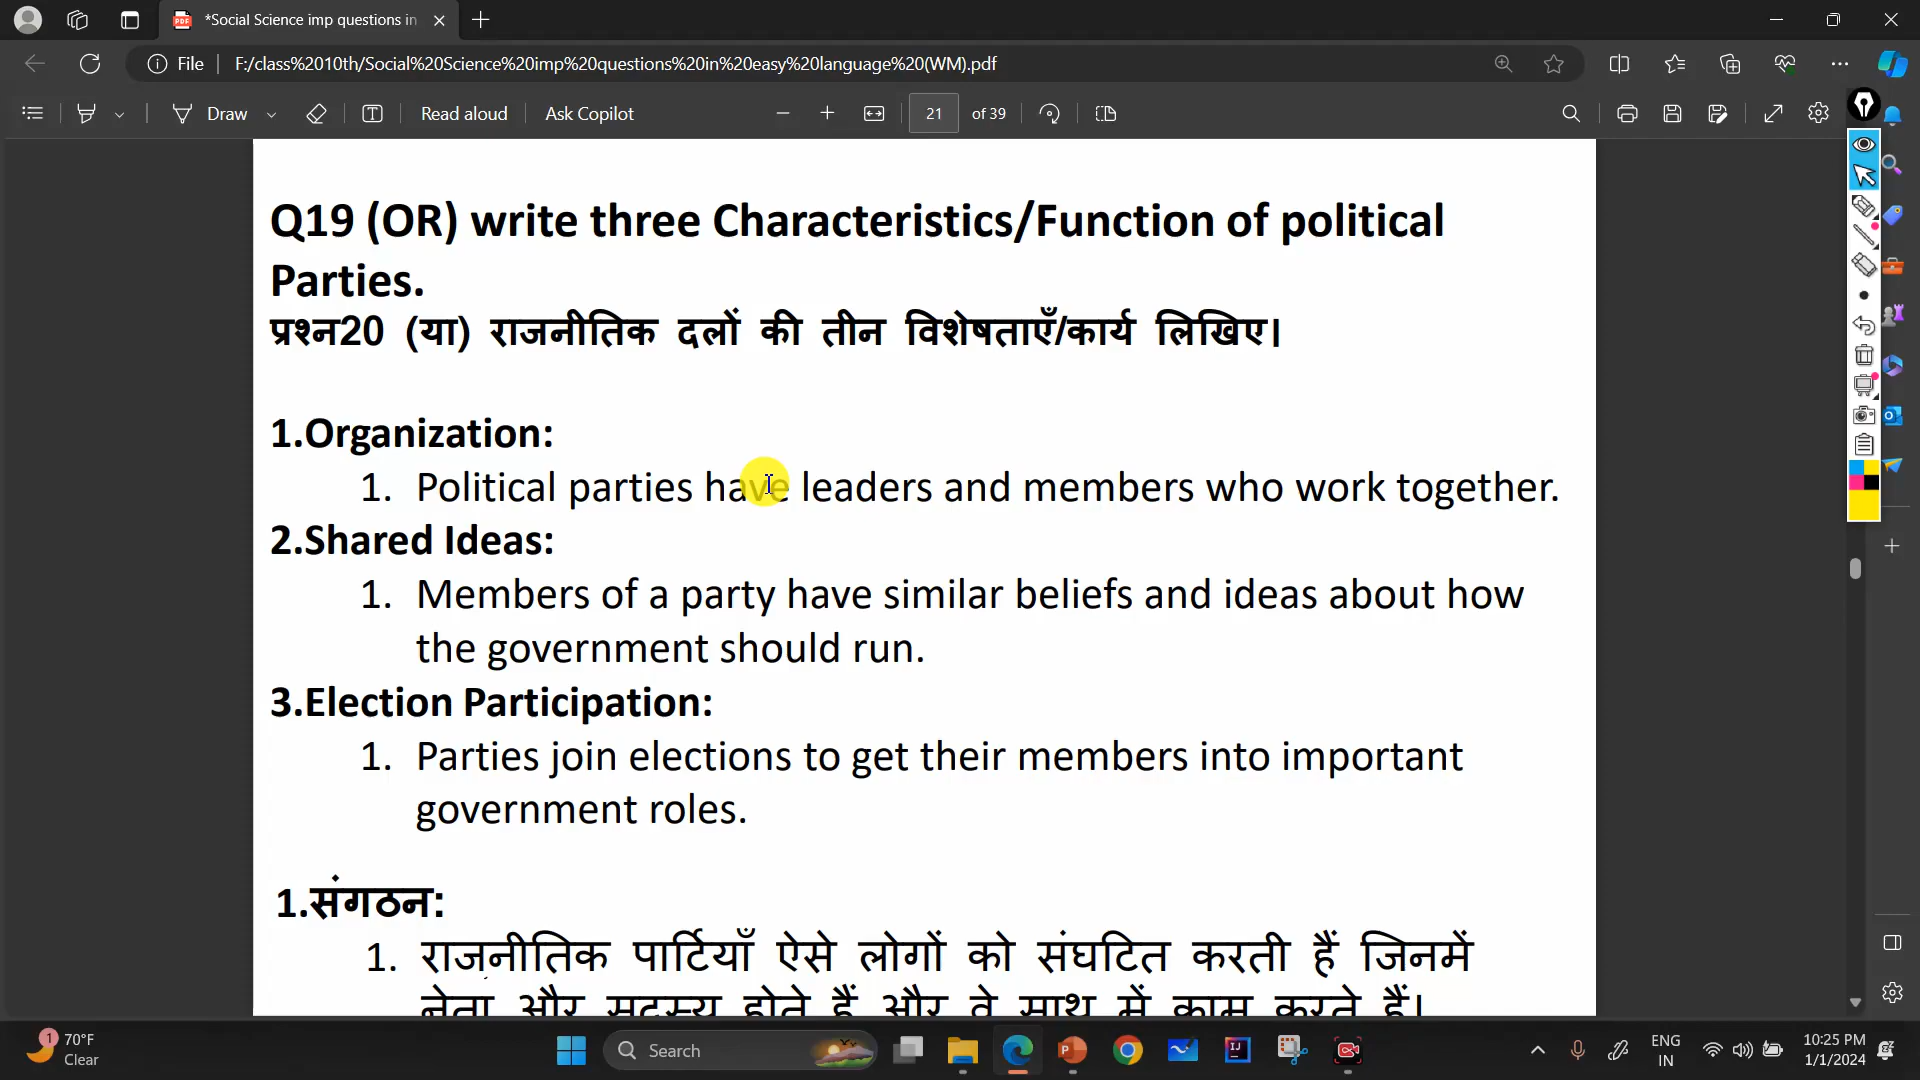 *Social Science imp questions in
File
F:/class%2010th/Social%20Science%20imp%20questions%20in%20easy%20language%20(WM).pdf
Draw
Read aloud
Ask Copilot
21 of 39
Q19 (OR) write three Characteristics/Function of political
Parties.
प्रश्न20 (या) राजनीतिक दलों की तीन विशेषताएँ/कार्य लिखिए।
1.Organization:
1. Political parties have leaders and members who work together.
2.Shared Ideas:
1. Members of a party have similar beliefs and ideas about how
the government should run.
3.Election Participation:
1. Parties join elections to get their members into important
government roles.
1.संगठन:
1. राजनीतिक पार्टियाँ ऐसे लोगों को संघटित करती हैं जिनमें
नेता और सदस्य होते हैं और वे साथ में काम करते हैं।
1
70°F
Clear
Search
ENG
IN
10:25 PM
1/1/2024